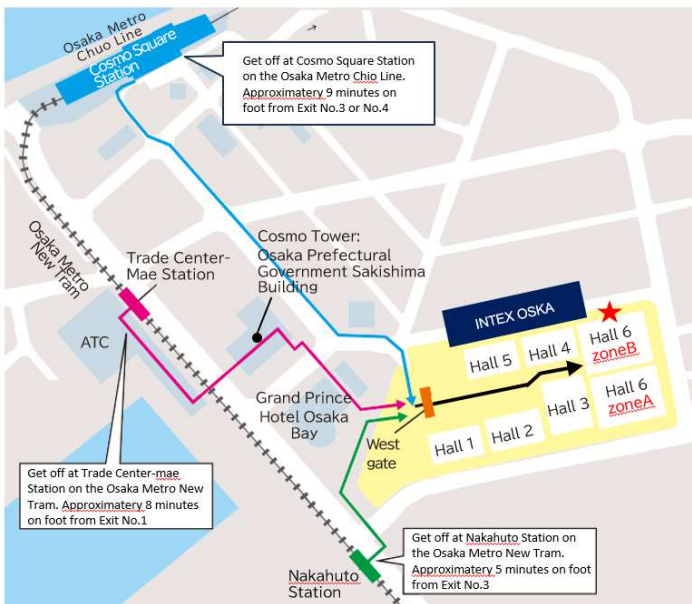 Osaka Metro
Chuo Line
Cosmo Square
Station
Get off at Cosmo Square Station
on the Osaka Metro Chio Line.
Approximatery 9 minutes on
foot from Exit No.3 or No.4
Osaka Metro
New Tram
Trade Center-
Mae Station
Cosmo Tower:
Osaka Prefectural
Government Sakishima
Building
ATC
INTEX OSKA
Hall 5
Hall 4
Hall 6
zoneB
Grand Prince
Hotel Osaka
Bay
West
gate
Hall 1
Hall 2
Hall 3
Hall 6
zoneA
Get off at Trade Center-mae
Station on the Osaka Metro New
Tram. Approximatery 8 minutes
on foot from Exit No.1
Get off at Nakahuto Station on
the Osaka Metro New Tram.
Approximatery 5 minutes on foot
from Exit No.3
Nakahuto
Station